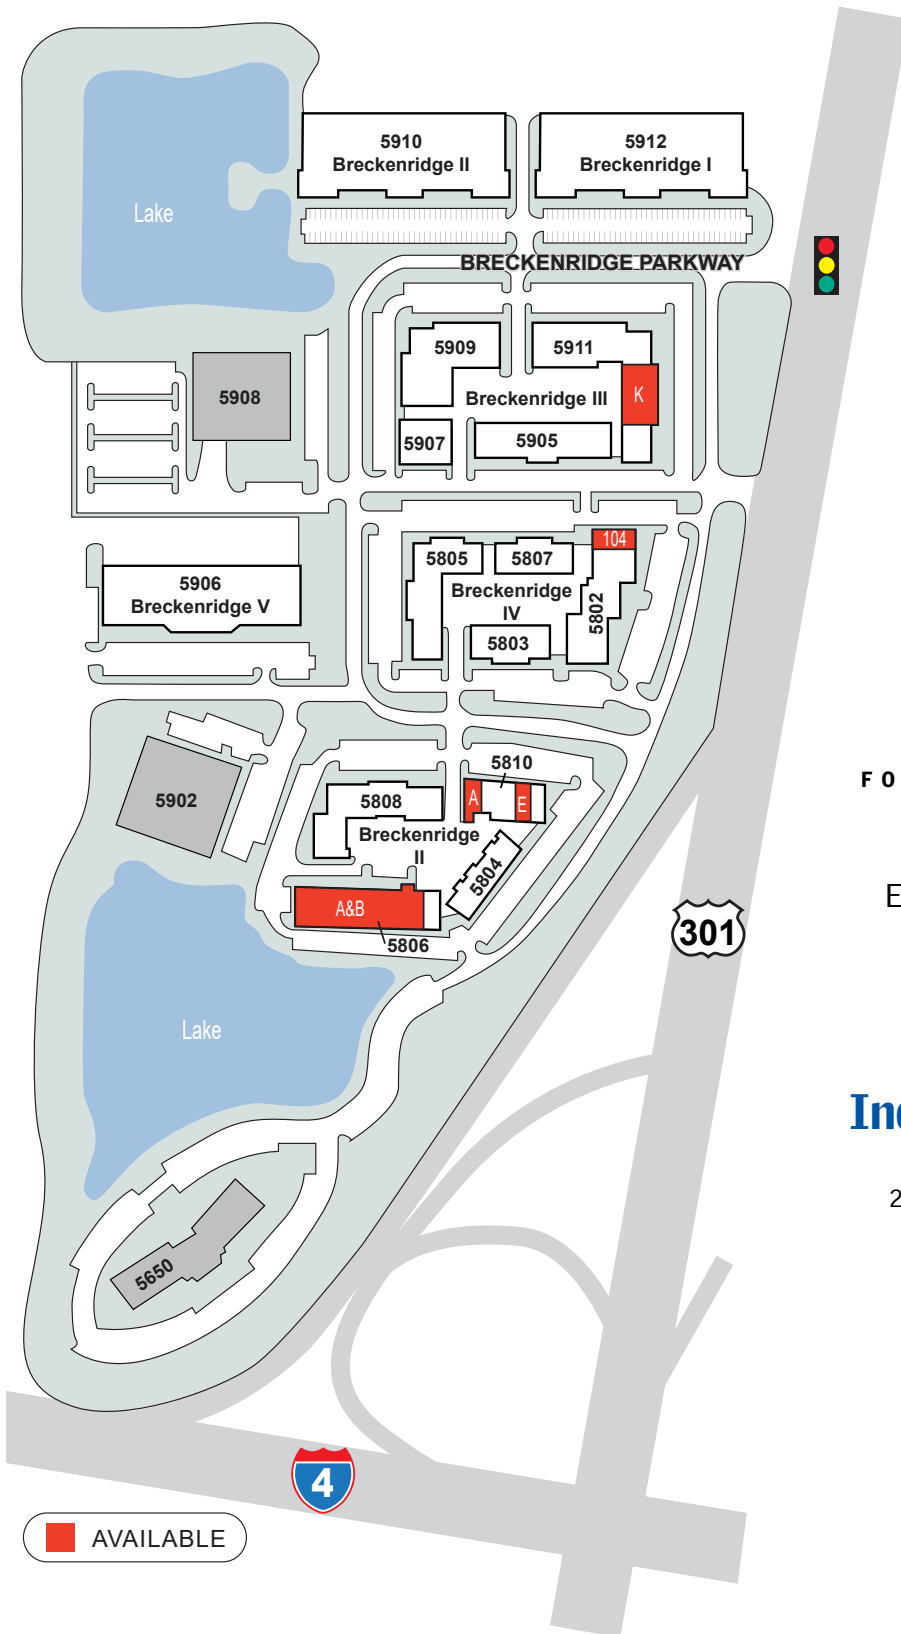 5910
Breckenridge II
5912
Breckenridge I
Lake
BRECKENRIDGE PARKWAY
5909
5911
5908
K
Breckenridge III
5907
5905
104
5805
5807
5906
Breckenridge V
Breckenridge
IV
5802
5803
5810
5902
5808
A
E
Breckenridge
II
5804
A&B
5806
301
Lake
5650
4
AVAILABLE
F O
E
2